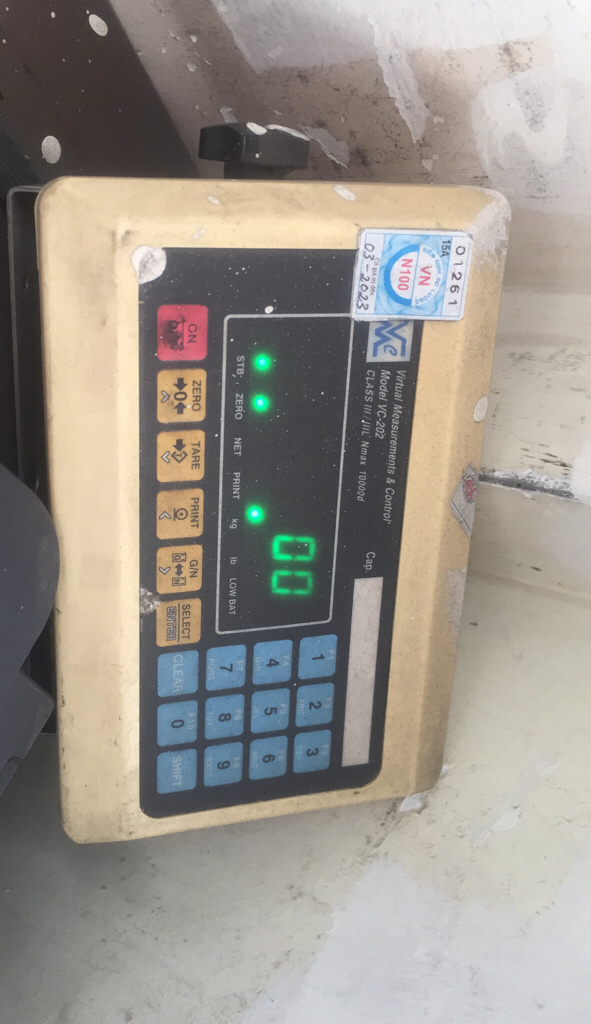 01261
15A
VN
N100
03-2023
VMC
Virtual Measurements & Control
Model VC-202
CLASS III / IIIL Nmax 10000d
Cap.
00
STB- ZERO NET PRINT kg lb LOW BAT
ZERO TARE PRINT G/N SELECT
ENTER
1 2 3
4 5 6
7 8 9
CLEAR 0 SHIFT